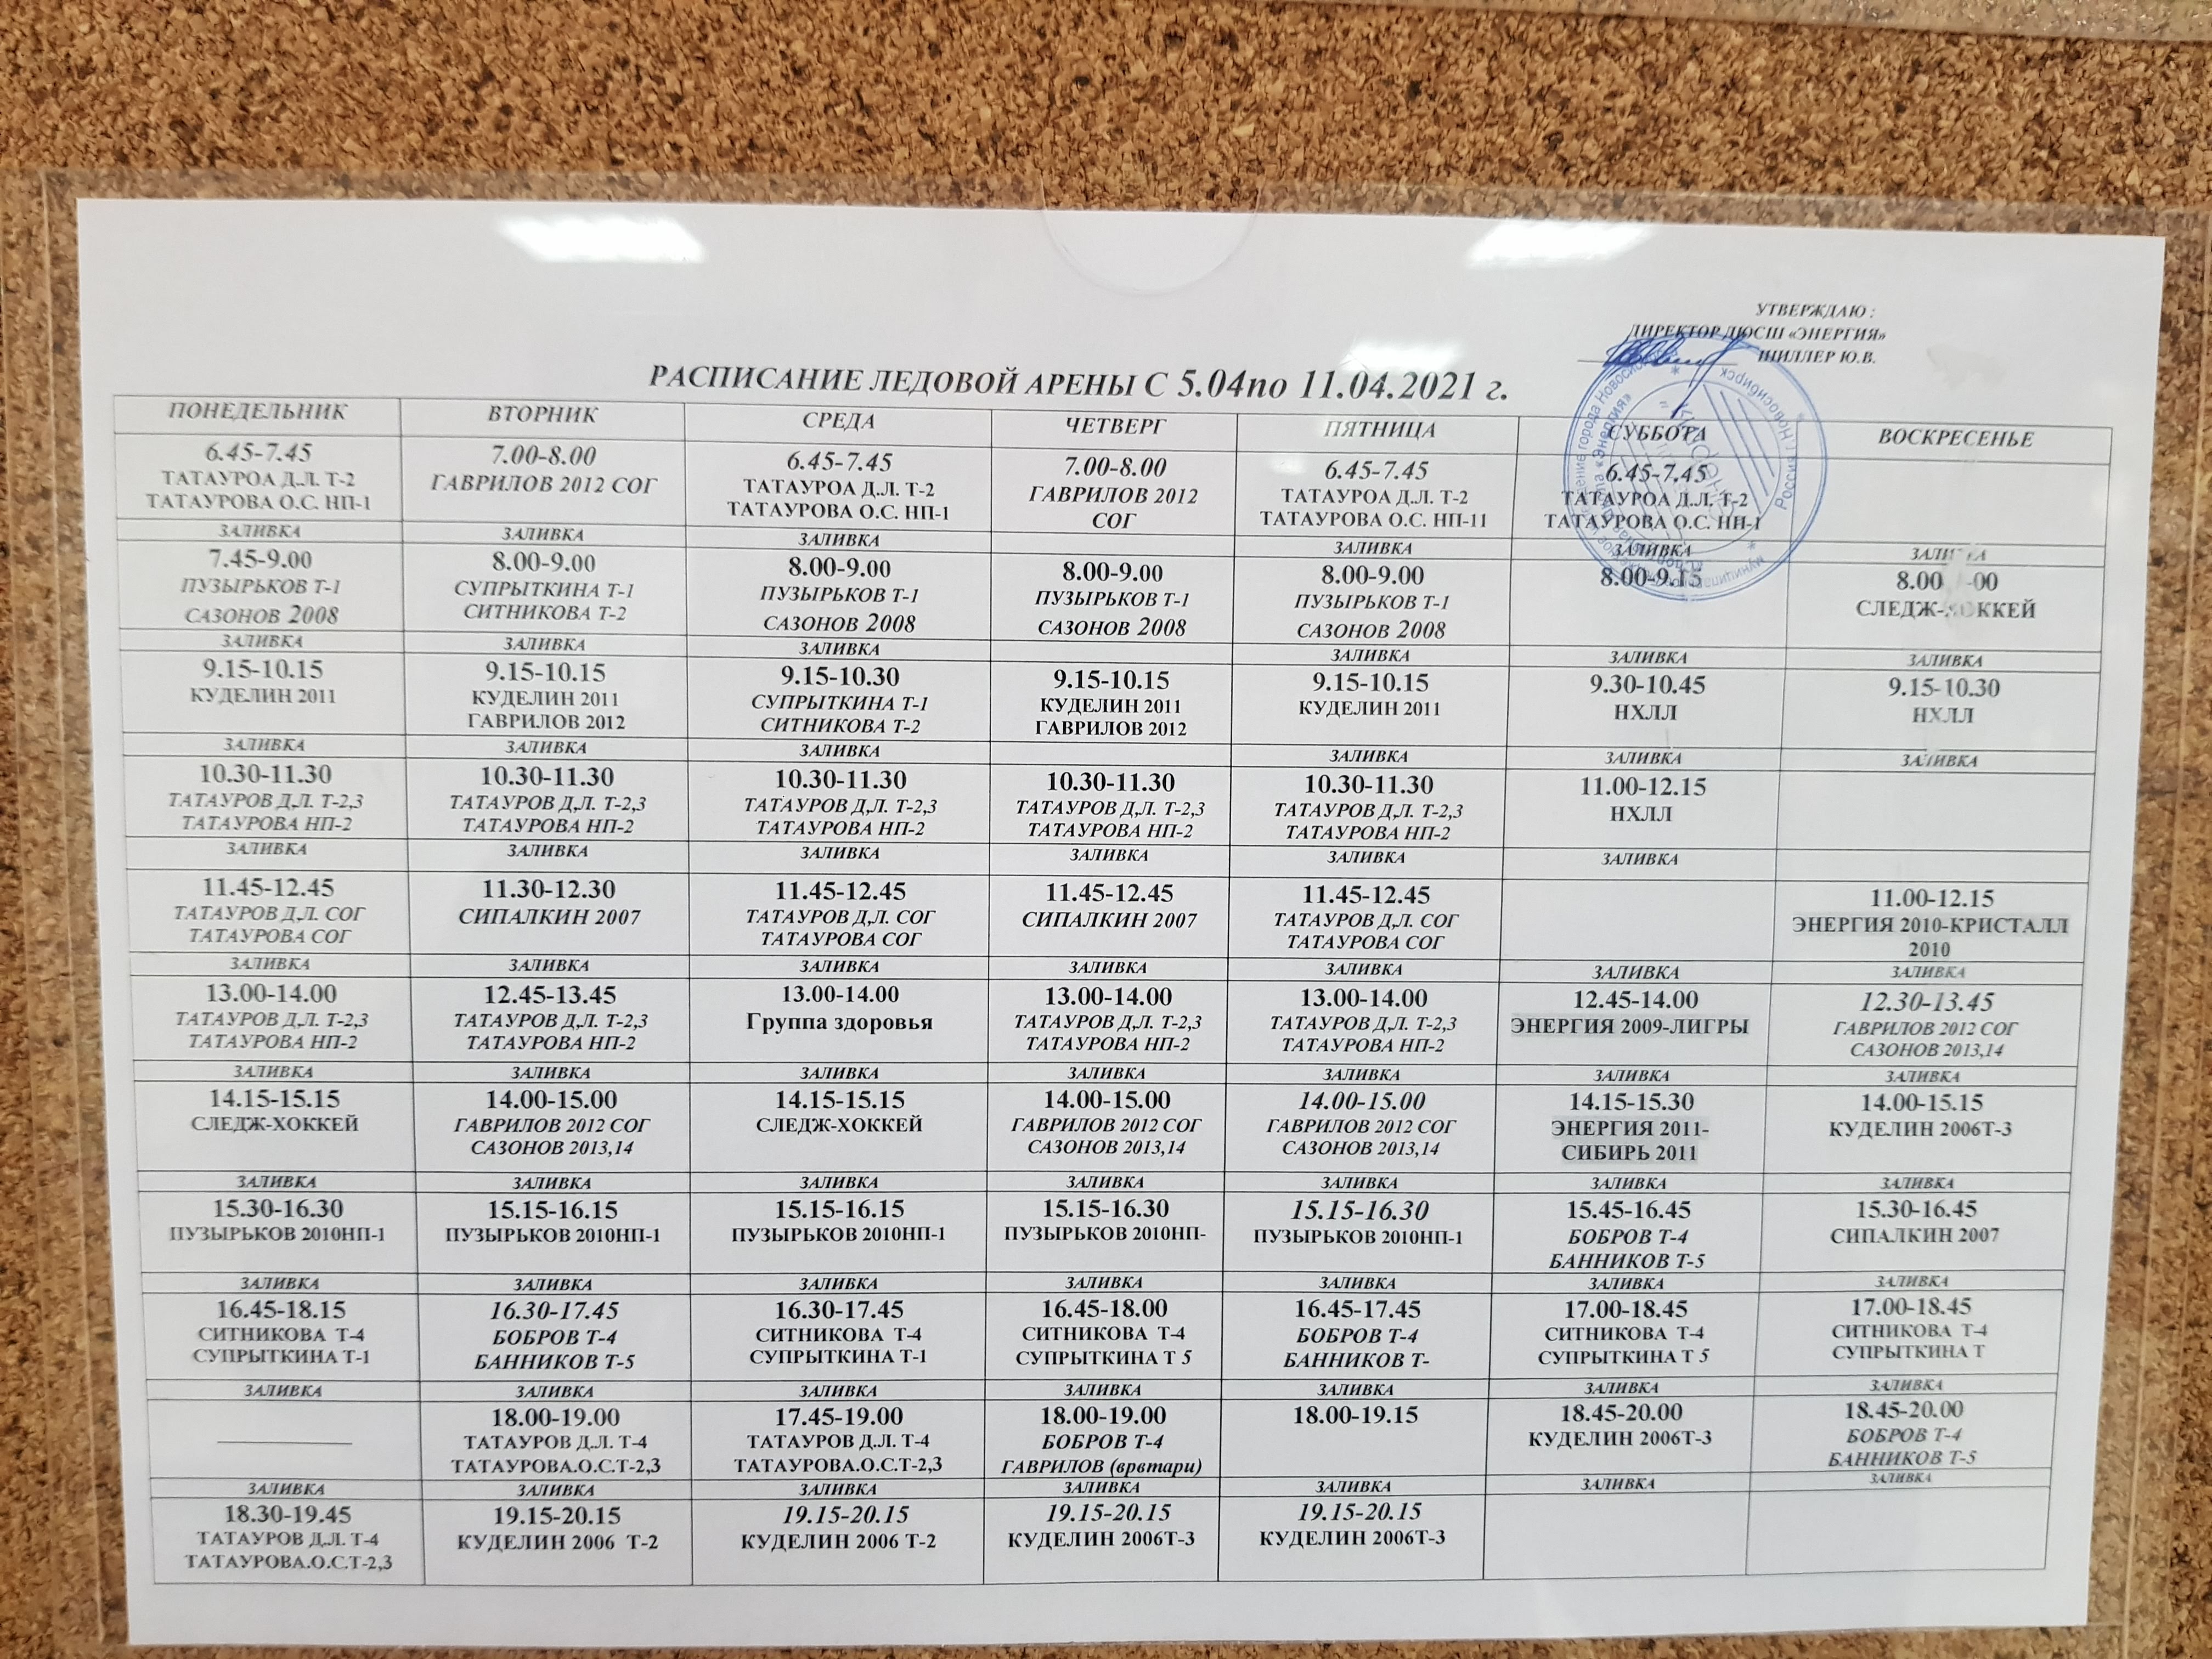 УТВЕРЖДАЮ :
ДИРЕКТОР ДЮСШ «ЭНЕРГИЯ»
ШИЛЛЕР Ю.В.
РАСПИСАНИЕ ЛЕДОВОЙ АРЕНЫ С 5.04по 11.04.2021 г.
ПОНЕДЕЛЬНИК ВТОРНИК СРЕДА ЧЕТВЕРГ ПЯТНИЦА СУББОТА ВОСКРЕСЕНЬЕ
6.45-7.45
ТАТАУРОА Д.Л. Т-2
ТАТАУРОВА О.С. НП-1
7.00-8.00
ГАВРИЛОВ 2012 СОГ
6.45-7.45
ТАТАУРОА Д.Л. Т-2
ТАТАУРОВА О.С. НП-1
7.00-8.00
ГАВРИЛОВ 2012
СОГ
6.45-7.45
ТАТАУРОА Д.Л. Т-2
ТАТАУРОВА О.С. НП-11
6.45-7.45
ТАТАУРОА Д.Л. Т-2
ТАТАУРОВА О.С. НП-1
ЗАЛИВКА ЗАЛИВКА ЗАЛИВКА ЗАЛИВКА ЗАЛИВКА ЗАЛИВКА
7.45-9.00
ПУЗЫРЬКОВ Т-1
САЗОНОВ 2008
8.00-9.00
СУПРЫТКИНА Т-1
СИТНИКОВА Т-2
8.00-9.00
ПУЗЫРЬКОВ Т-1
САЗОНОВ 2008
8.00-9.00
ПУЗЫРЬКОВ Т-1
САЗОНОВ 2008
8.00-9.00
ПУЗЫРЬКОВ Т-1
САЗОНОВ 2008
8.00-9.15
8.00
СЛЕДЖ-ХОККЕЙ
ЗАЛИВКА ЗАЛИВКА ЗАЛИВКА ЗАЛИВКА ЗАЛИВКА ЗАЛИВКА
9.15-10.15
КУДЕЛИН 2011
9.15-10.15
КУДЕЛИН 2011
ГАВРИЛОВ 2012
9.15-10.30
СУПРЫТКИНА Т-1
СИТНИКОВА Т-2
9.15-10.15
КУДЕЛИН 2011
ГАВРИЛОВ 2012
9.15-10.15
КУДЕЛИН 2011
9.30-10.45
НХЛЛ
9.15-10.30
НХЛЛ
ЗАЛИВКА ЗАЛИВКА ЗАЛИВКА ЗАЛИВКА ЗАЛИВКА ЗАЛИВКА
10.30-11.30
ТАТАУРОВ Д.Л. Т-2,3
ТАТАУРОВА НП-2
10.30-11.30
ТАТАУРОВ Д.Л. Т-2,3
ТАТАУРОВА НП-2
10.30-11.30
ТАТАУРОВ Д.Л. Т-2,3
ТАТАУРОВА НП-2
10.30-11.30
ТАТАУРОВ Д.Л. Т-2,3
ТАТАУРОВА НП-2
10.30-11.30
ТАТАУРОВ Д.Л. Т-2,3
ТАТАУРОВА НП-2
11.00-12.15
НХЛЛ
ЗАЛИВКА ЗАЛИВКА ЗАЛИВКА ЗАЛИВКА ЗАЛИВКА ЗАЛИВКА
11.45-12.45
ТАТАУРОВ Д.Л. СОГ
ТАТАУРОВА СОГ
11.30-12.30
СИПАЛКИН 2007
11.45-12.45
ТАТАУРОВ Д.Л. СОГ
ТАТАУРОВА СОГ
11.45-12.45
СИПАЛКИН 2007
11.45-12.45
ТАТАУРОВ Д.Л. СОГ
ТАТАУРОВА СОГ
11.00-12.15
ЭНЕРГИЯ 2010-КРИСТАЛЛ
2010
ЗАЛИВКА ЗАЛИВКА ЗАЛИВКА ЗАЛИВКА ЗАЛИВКА ЗАЛИВКА ЗАЛИВКА
13.00-14.00
ТАТАУРОВ Д.Л. Т-2,3
ТАТАУРОВА НП-2
12.45-13.45
ТАТАУРОВ Д.Л. Т-2,3
ТАТАУРОВА НП-2
13.00-14.00
Группа здоровья
13.00-14.00
ТАТАУРОВ Д.Л. Т-2,3
ТАТАУРОВА НП-2
13.00-14.00
ТАТАУРОВ Д.Л. Т-2,3
ТАТАУРОВА НП-2
12.45-14.00
ЭНЕРГИЯ 2009-ЛИГРЫ
12.30-13.45
ГАВРИЛОВ 2012 СОГ
САЗОНОВ 2013,14
ЗАЛИВКА ЗАЛИВКА ЗАЛИВКА ЗАЛИВКА ЗАЛИВКА ЗАЛИВКА ЗАЛИВКА
14.15-15.15
СЛЕДЖ-ХОККЕЙ
14.00-15.00
ГАВРИЛОВ 2012 СОГ
САЗОНОВ 2013,14
14.15-15.15
СЛЕДЖ-ХОККЕЙ
14.00-15.00
ГАВРИЛОВ 2012 СОГ
САЗОНОВ 2013,14
14.00-15.00
ГАВРИЛОВ 2012 СОГ
САЗОНОВ 2013,14
14.15-15.30
ЭНЕРГИЯ 2011-
СИБИРЬ 2011
14.00-15.15
КУДЕЛИН 2006Т-3
ЗАЛИВКА ЗАЛИВКА ЗАЛИВКА ЗАЛИВКА ЗАЛИВКА ЗАЛИВКА ЗАЛИВКА
15.30-16.30
ПУЗЫРЬКОВ 2010НП-1
15.15-16.15
ПУЗЫРЬКОВ 2010НП-1
15.15-16.15
ПУЗЫРЬКОВ 2010НП-1
15.15-16.30
ПУЗЫРЬКОВ 2010НП-
15.15-16.30
ПУЗЫРЬКОВ 2010НП-1
15.45-16.45
БОБРОВ Т-4
БАННИКОВ Т-5
15.30-16.45
СИПАЛКИН 2007
ЗАЛИВКА ЗАЛИВКА ЗАЛИВКА ЗАЛИВКА ЗАЛИВКА ЗАЛИВКА ЗАЛИВКА
16.45-18.15
СИТНИКОВА Т-4
СУПРЫТКИНА Т-1
16.30-17.45
БОБРОВ Т-4
БАННИКОВ Т-5
16.30-17.45
СИТНИКОВА Т-4
СУПРЫТКИНА Т-1
16.45-18.00
СИТНИКОВА Т-4
СУПРЫТКИНА Т 5
16.45-17.45
БОБРОВ Т-4
БАННИКОВ Т-
17.00-18.45
СИТНИКОВА Т-4
СУПРЫТКИНА Т 5
17.00-18.45
СИТНИКОВА Т-4
СУПРЫТКИНА Т
ЗАЛИВКА ЗАЛИВКА ЗАЛИВКА ЗАЛИВКА ЗАЛИВКА ЗАЛИВКА ЗАЛИВКА
18.00-19.00
ТАТАУРОВ Д.Л. Т-4
ТАТАУРОВА.О.С.Т-2,3
17.45-19.00
ТАТАУРОВ Д.Л. Т-4
ТАТАУРОВА.О.С.Т-2,3
18.00-19.00
БОБРОВ Т-4
ГАВРИЛОВ (врвтари)
18.00-19.15
18.45-20.00
КУДЕЛИН 2006Т-3
18.45-20.00
БОБРОВ Т-4
БАННИКОВ Т-5
ЗАЛИВКА ЗАЛИВКА ЗАЛИВКА ЗАЛИВКА ЗАЛИВКА ЗАЛИВКА ЗАЛИВКА
18.30-19.45
ТАТАУРОВ Д.Л. Т-4
ТАТАУРОВА.О.С.Т-2,3
19.15-20.15
КУДЕЛИН 2006 Т-2
19.15-20.15
КУДЕЛИН 2006 Т-2
19.15-20.15
КУДЕЛИН 2006Т-3
19.15-20.15
КУДЕЛИН 2006Т-3